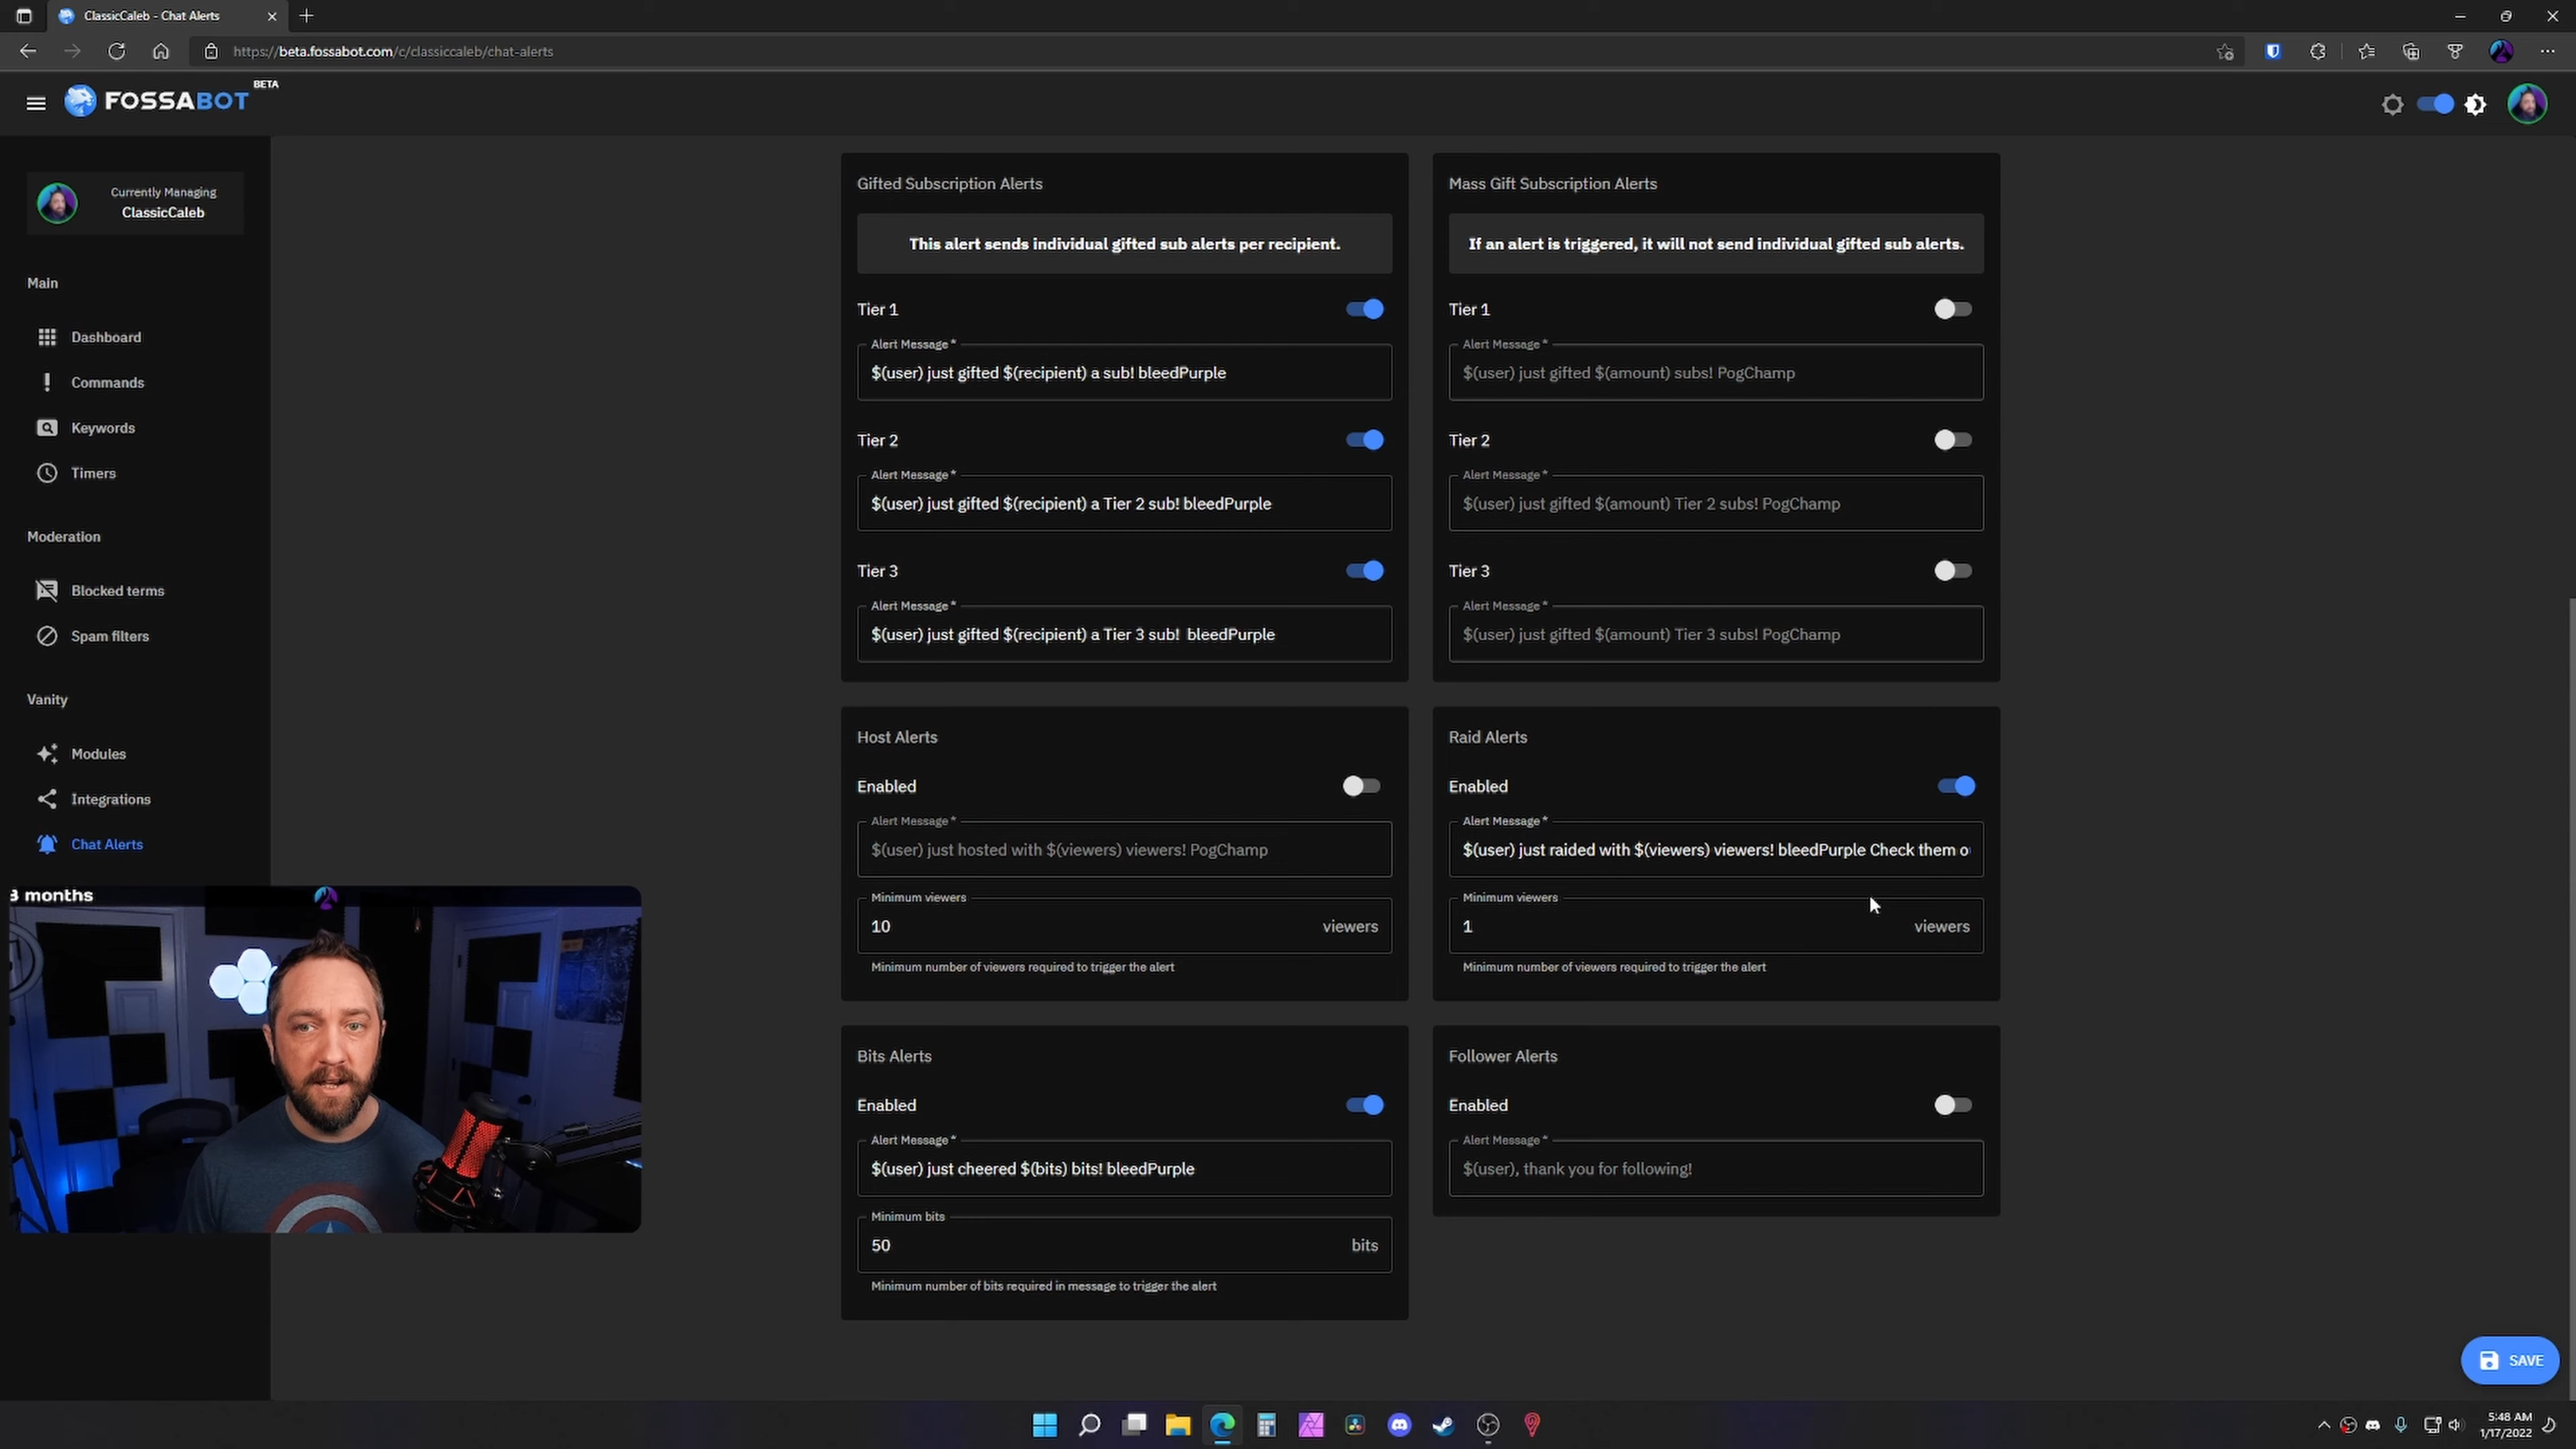 ClassicCaleb - Chat Alerts
https://beta.fossabot.com/c/classiccaleb/chat-alerts
FOSSABOT BETA
Currently Managing
ClassicCaleb
Main
Dashboard
Commands
Keywords
Timers
Moderation
Blocked terms
Spam filters
Vanity
Modules
Integrations
Chat Alerts
3 months
Gifted Subscription Alerts
This alert sends individual gifted sub alerts per recipient.
Tier 1
Alert Message *
$(user) just gifted $(recipient) a sub! bleedPurple
Tier 2
Alert Message *
$(user) just gifted $(recipient) a Tier 2 sub! bleedPurple
Tier 3
Alert Message *
$(user) just gifted $(recipient) a Tier 3 sub!  bleedPurple
Mass Gift Subscription Alerts
If an alert is triggered, it will not send individual gifted sub alerts.
Tier 1
Alert Message *
$(user) just gifted $(amount) subs! PogChamp
Tier 2
Alert Message *
$(user) just gifted $(amount) Tier 2 subs! PogChamp
Tier 3
Alert Message *
$(user) just gifted $(amount) Tier 3 subs! PogChamp
Host Alerts
Enabled
Alert Message *
$(user) just hosted with $(viewers) viewers! PogChamp
Minimum viewers
10 viewers
Minimum number of viewers required to trigger the alert
Raid Alerts
Enabled
Alert Message *
$(user) just raided with $(viewers) viewers! bleedPurple Check them o
Minimum viewers
1 viewers
Minimum number of viewers required to trigger the alert
Bits Alerts
Enabled
Alert Message *
$(user) just cheered $(bits) bits! bleedPurple
Minimum bits
50 bits
Minimum number of bits required in message to trigger the alert
Follower Alerts
Enabled
Alert Message *
$(user), thank you for following!
SAVE
5:48 AM
1/17/2022